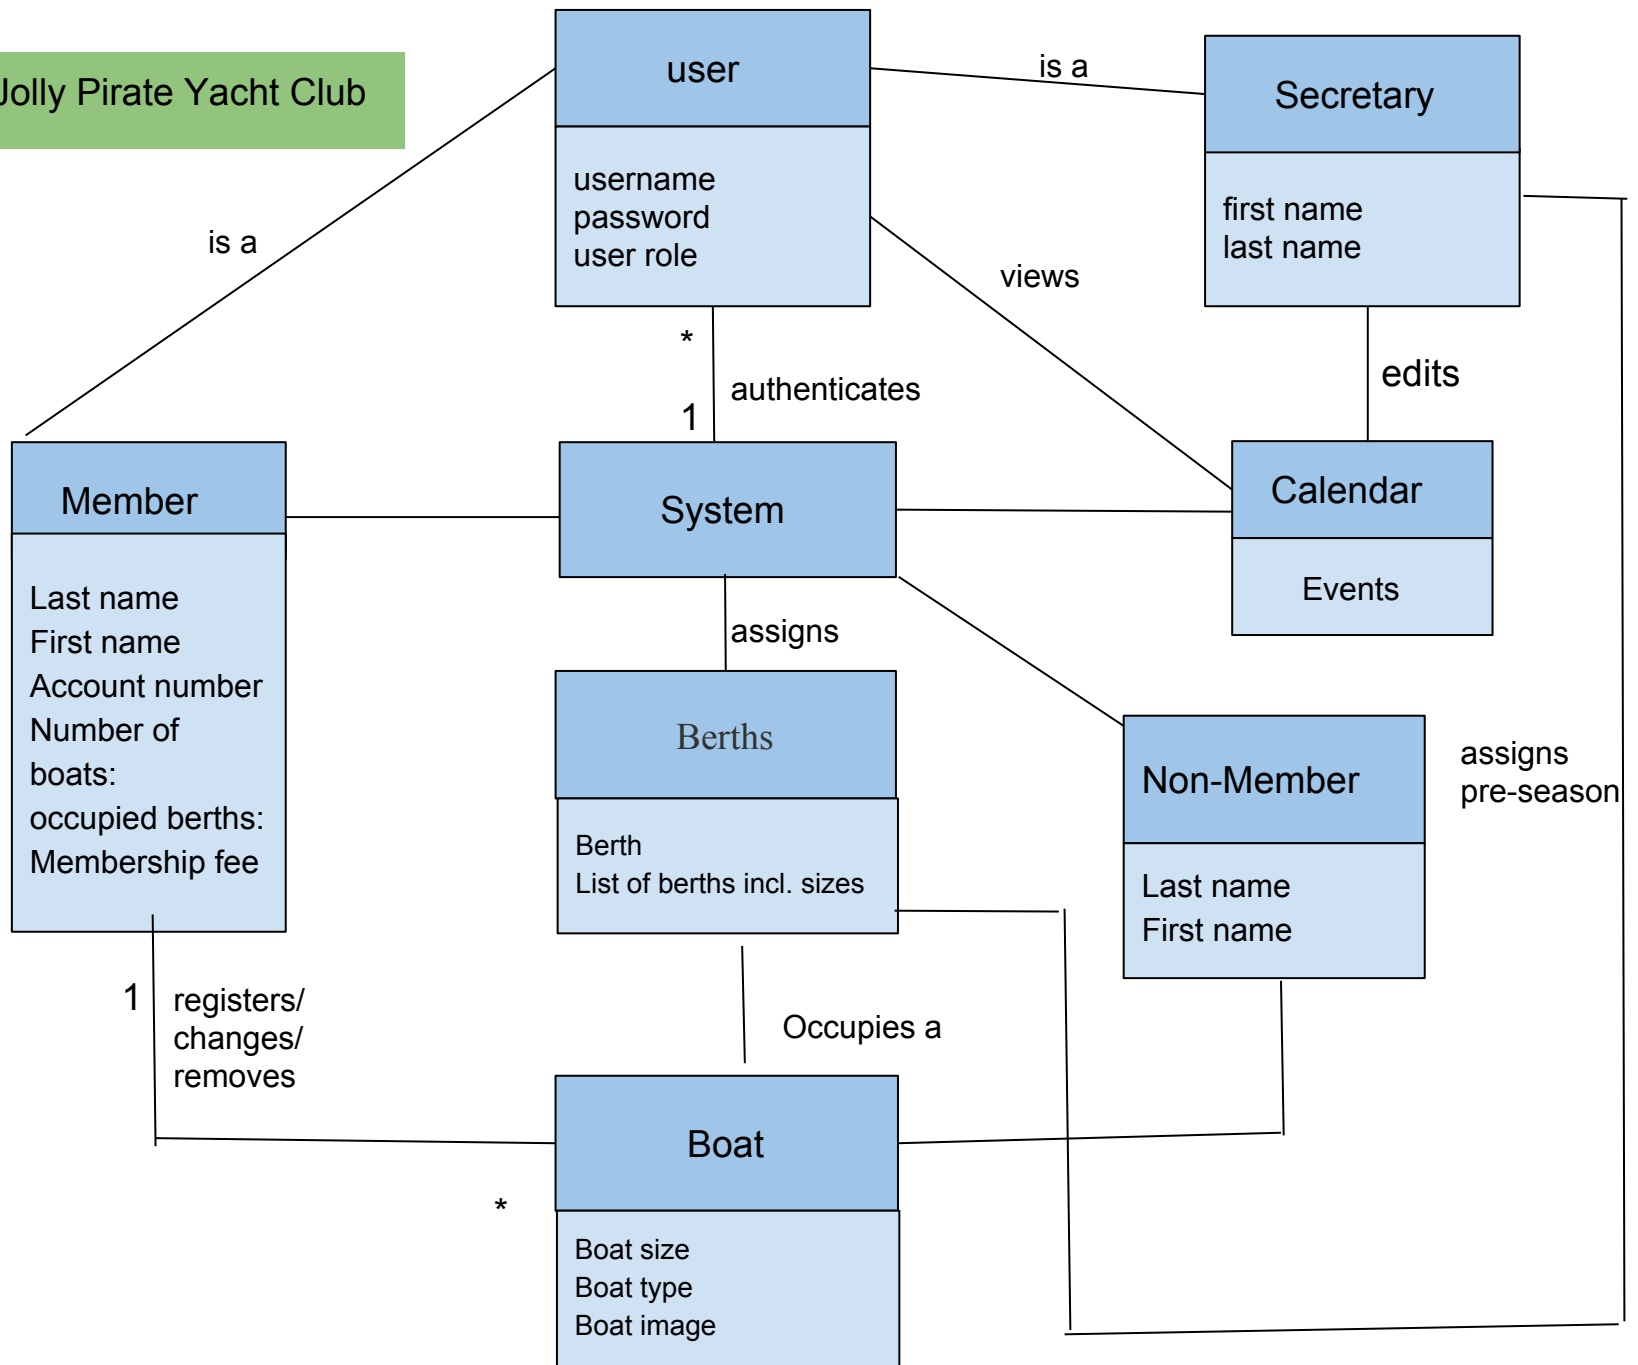 Jolly Pirate Yacht Club
user
username
password
user role
is a
Secretary
first name
last name
is a
views
*
authenticates
1
edits
Member
Last name
First name
Account number
Number of
boats:
occupied berths:
Membership fee
System
Calendar
Events
assigns
Berths
Berth
List of berths incl. sizes
Non-Member
Last name
First name
assigns
pre-season
1
registers/
changes/
removes
Occupies a
*
Boat
Boat size
Boat type
Boat image